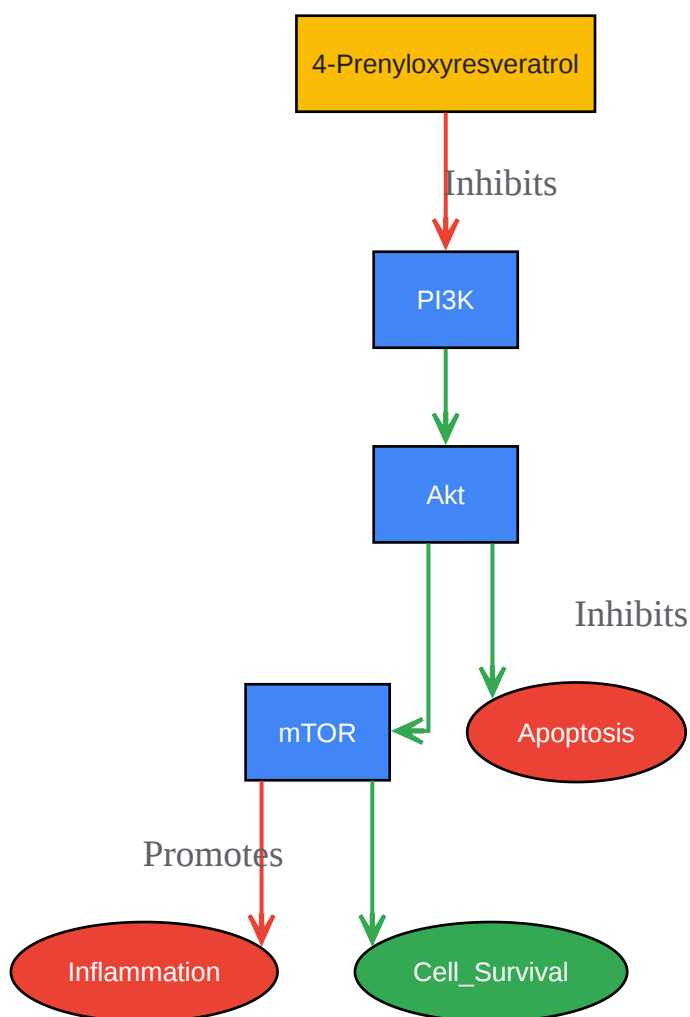 4-Prenyloxyresveratrol
Inhibits
PI3K
Akt
Inhibits
mTOR
Apoptosis
Promotes
Inflammation
Cell_Survival